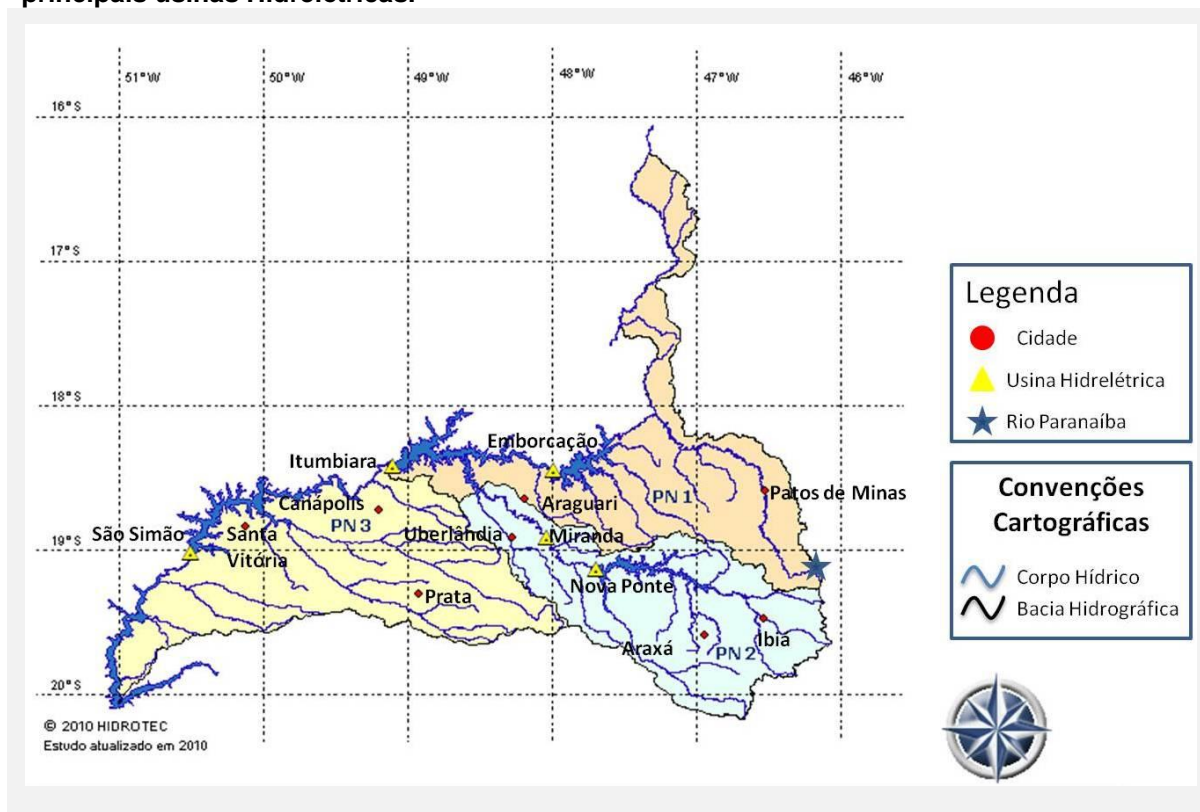 principais usinas Hidrelétricas.
51°W 50°W 49°W 48°W 47°W 46°W
16°S
17°S
18°S
Emborcação
Itumbiara
PN 1
Patos de Minas
Canápolis
Araguari
PN 3
São Simão
Santa
Vitória
Uberlândia
Miranda
19°S
Nova Ponte
Prata
Ibiá
Araxá
PN 2
20°S
© 2010 HIDROTEC
Estudo atualizado em 2010
Legenda
Cidade
Usina Hidrelétrica
Rio Paranaíba
Convenções
Cartográficas
Corpo Hídrico
Bacia Hidrográfica